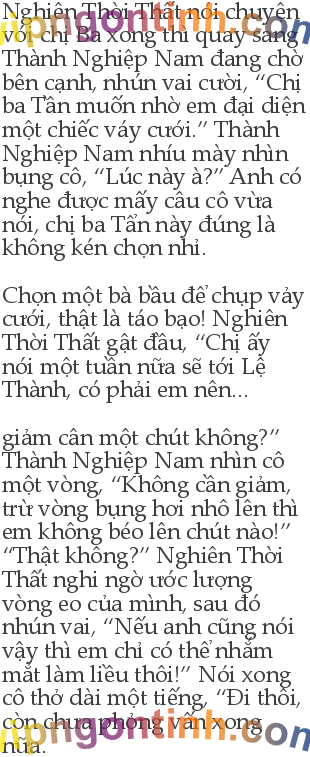 Nghiên Thời Thất nói chuyện
với chị Ba xong thì quay sang
Thành Nghiệp Nam đang chờ
bên cạnh, nhún vai cười, “Chị
ba Tần muốn nhờ em đại diện
một chiếc váy cưới.” Thành
Nghiệp Nam nhíu mày nhìn
bụng cô, “Lúc này à?” Anh có
nghe được mấy câu cô vừa
nói, chị ba Tẩn này đúng là
không kén chọn nhỉ.
Chọn một bà bầu để chụp vảy
cưới, thật là táo bạo! Nghiên
Thời Thất gật đầu, “Chị ấy
nói một tuần nữa sẽ tới Lệ
Thành, có phải em nên...
giảm cân một chút không?”
Thành Nghiệp Nam nhìn cô
một vòng, “Không cần giảm,
trừ vòng bụng hơi nhô lên thì
em không béo lên chút nào!”
“Thật không?” Nghiên Thời
Thất nghi ngờ ước lượng
vòng eo của mình, sau đó
nhún vai, “Nếu anh cũng nói
vậy thì em chỉ có thể nhắm
mắt làm liều thôi!” Nói xong
cô thở dài một tiếng, “Đi thôi,
còn chưa phỏng vấn xong
nữa.